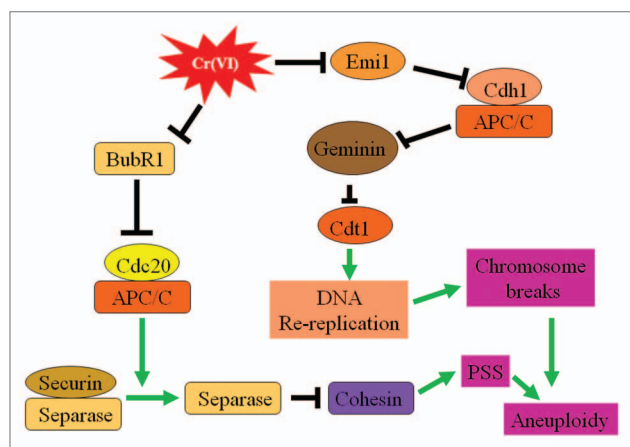 Cr(VI)
Emi1
Cdh1
APC/C
Geminin
BubR1
Cdt1
Cdc20
APC/C
DNA
Re-replication
Chromosome
breaks
Securin
Separase
Separase
Cohesin
PSS
Aneuploidy